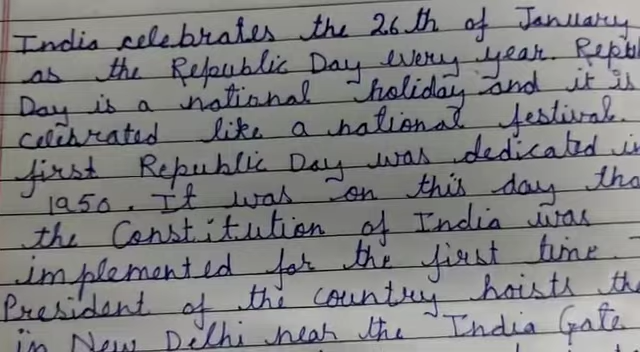 India celebrates the 26th of January
as the Republic Day every year. Repu
Day is a national holiday and it is
celebrated like a national festival.
first Republic Day was dedicated in
1950. It was on this day tha
the Constitution of India was
implemented for the first time.
President of the country hoists the
in New Delhi near the India Gate